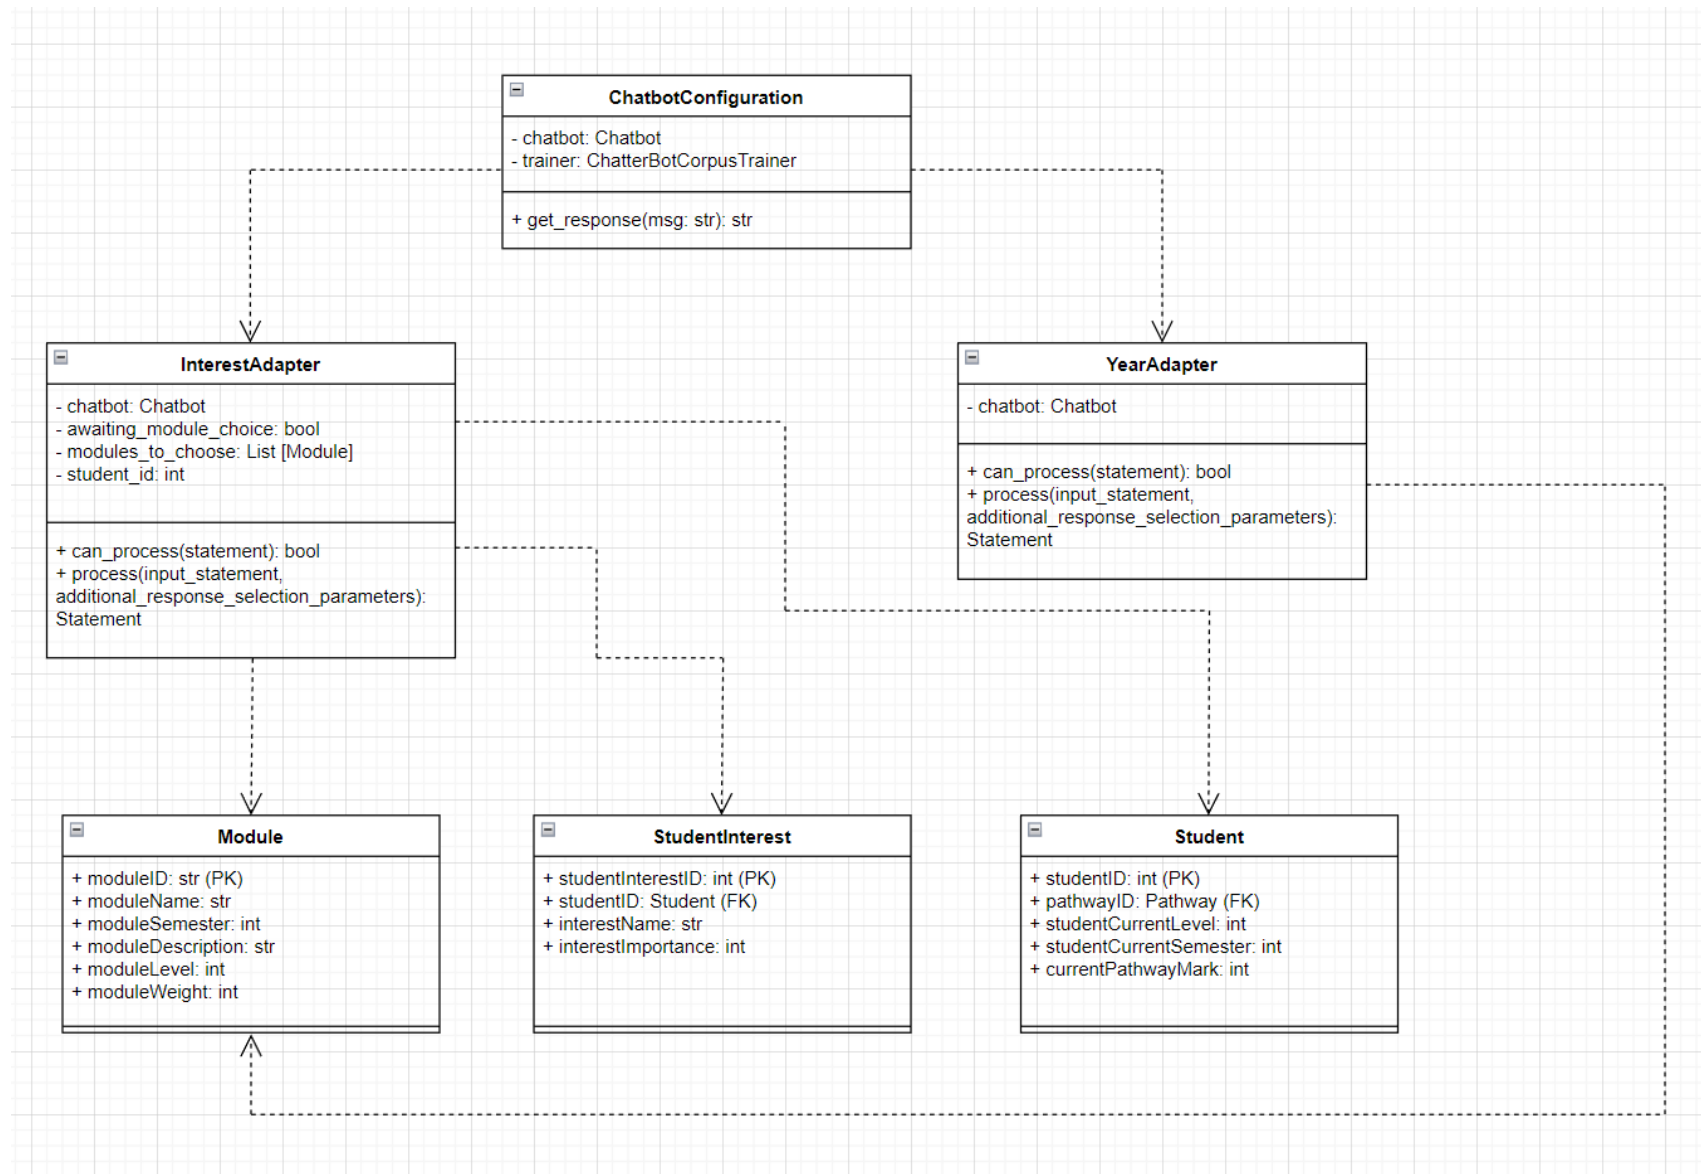 ChatbotConfiguration
- chatbot: Chatbot
- trainer: ChatterBotCorpusTrainer
+ get_response(msg: str): str
InterestAdapter
- chatbot: Chatbot
- awaiting_module_choice: bool
- modules_to_choose: List [Module]
- student_id: int
+ can_process(statement): bool
+ process(input_statement,
additional_response_selection_parameters):
Statement
YearAdapter
- chatbot: Chatbot
+ can_process(statement): bool
+ process(input_statement,
additional_response_selection_parameters):
Statement
Module
+ moduleID: str (PK)
+ moduleName: str
+ moduleSemester: int
+ moduleDescription: str
+ moduleLevel: int
+ moduleWeight: int
StudentInterest
+ studentInterestID: int (PK)
+ studentID: Student (FK)
+ interestName: str
+ interestImportance: int
Student
+ studentID: int (PK)
+ pathwayID: Pathway (FK)
+ studentCurrentLevel: int
+ studentCurrentSemester: int
+ currentPathwayMark: int